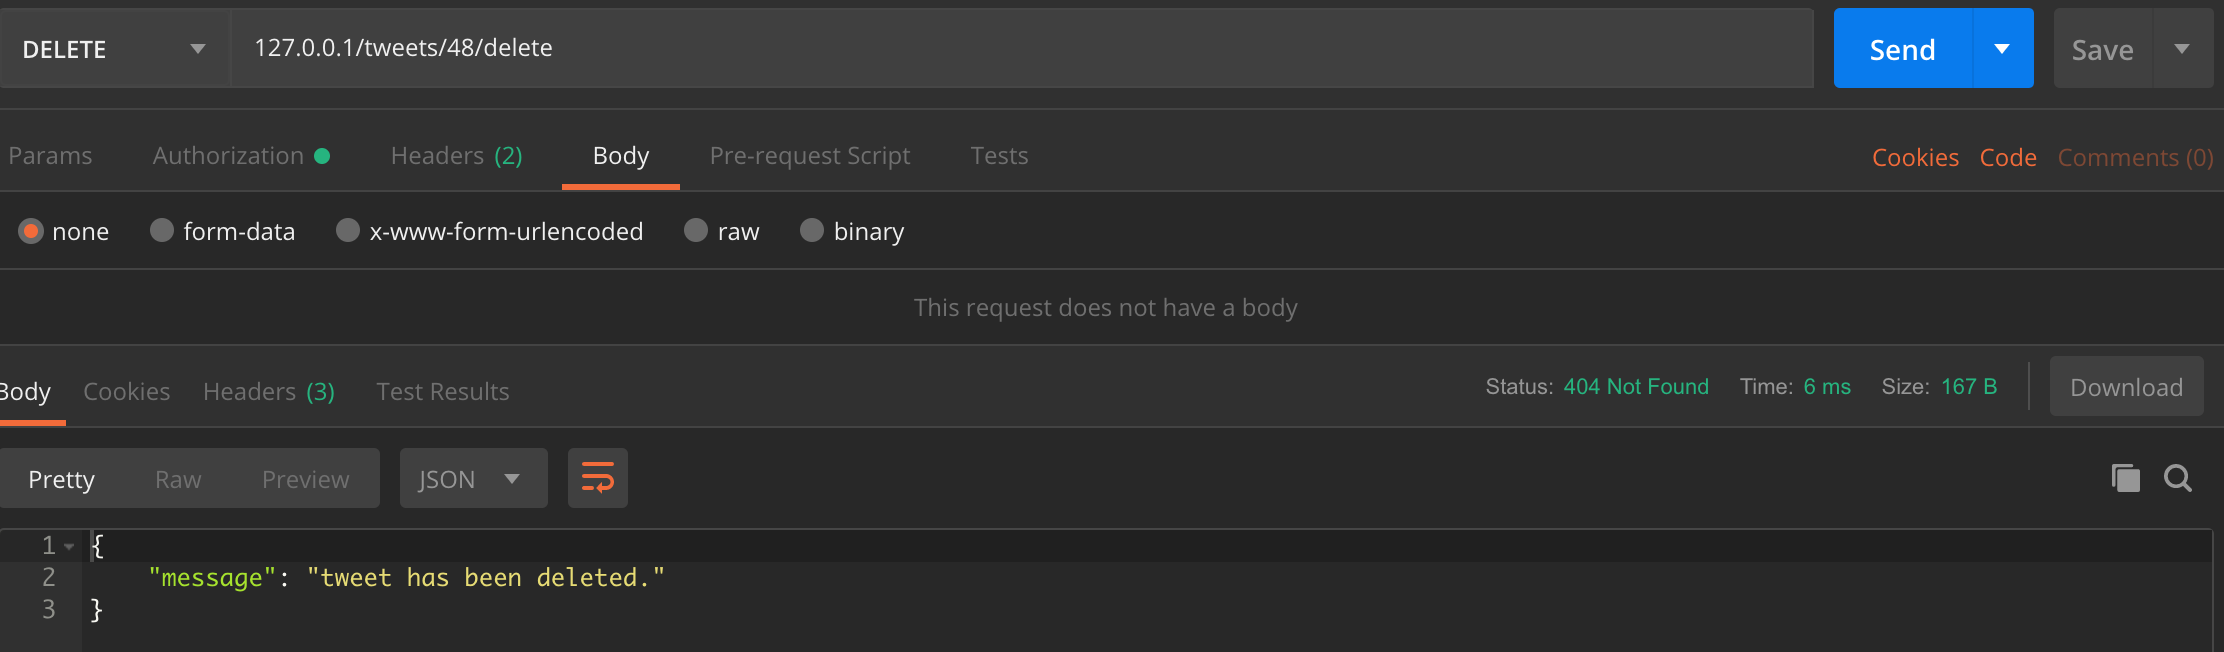 DELETE 127.0.0.1/tweets/48/delete Send Save
Params Authorization Headers (2) Body Pre-request Script Tests Cookies Code Comments (0)
none form-data x-www-form-urlencoded raw binary
This request does not have a body
Body Cookies Headers (3) Test Results Status: 404 Not Found Time: 6 ms Size: 167 B Download
Pretty Raw Preview JSON
1 {
2 "message": "tweet has been deleted."
3 }